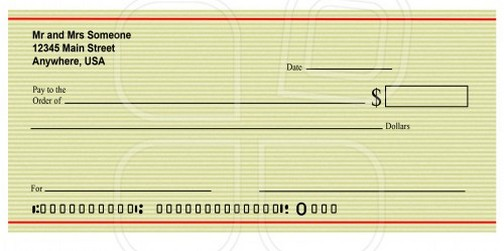 Mr and Mrs Someone
12345 Main Street
Anywhere, USA
Date
Pay to the
Order of $
Dollars
For
⑆0000000000⑆ 0000000000000⑈ 0000